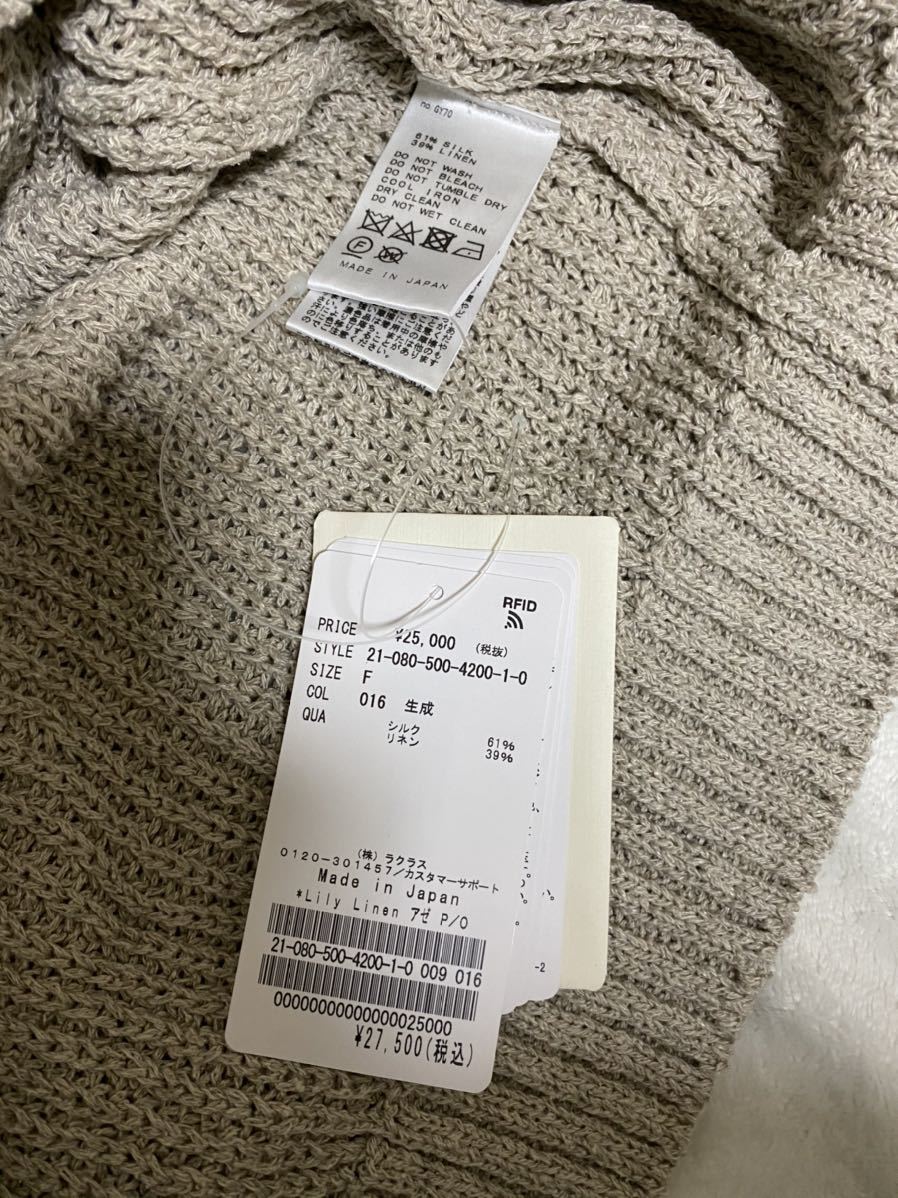 no. GY70
61% SILK
39% LINEN
DO NOT WASH
DO NOT BLEACH
DO NOT TUMBLE DRY
COOL IRON
DRY CLEAN
DO NOT WET CLEAN
F
W
MADE IN JAPAN
RFID
PRICE ¥25,000 (税抜)
STYLE 21-080-500-4200-1-0
SIZE F
COL 016 生成
QUA シルク 61%
リネン 39%
(株) ラクラス
0120-301457/カスタマーサポート
Made in Japan
*Lily Linen アゼ P/O
21-080-500-4200-1-0 009 016
00000000000000025000
¥27,500(税込)
-2